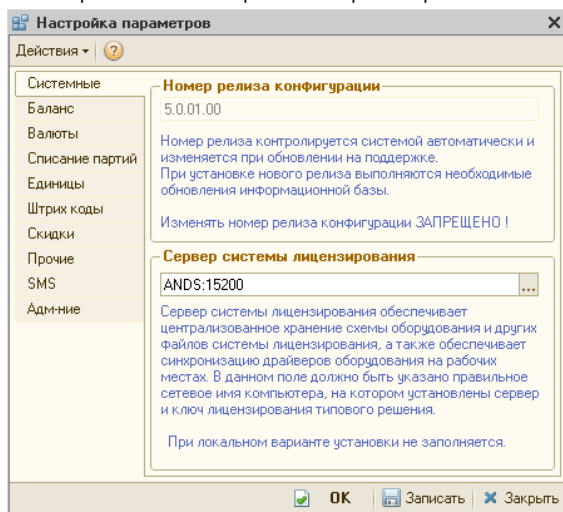 Настройка параметров
Действия
Системные
Баланс
Валюты
Списание партий
Единицы
Штрих коды
Скидки
Прочие
SMS
Адм-ние
Номер релиза конфигурации
5.0.01.00
Номер релиза контролируется системой автоматически и
изменяется при обновлении на поддержке.
При установке нового релиза выполняются необходимые
обновления информационной базы.
Изменять номер релиза конфигурации ЗАПРЕЩЕНО !
Сервер системы лицензирования
ANDS:15200
...
Сервер системы лицензирования обеспечивает
централизованное хранение схемы оборудования и других
файлов системы лицензирования, а также обеспечивает
синхронизацию драйверов оборудования на рабочих
местах. В данном поле должно быть указано правильное
сетевое имя компьютера, на котором установлены сервер
и ключ лицензирования типового решения.
При локальном варианте установки не заполняется.
OK
Записать
Закрыть